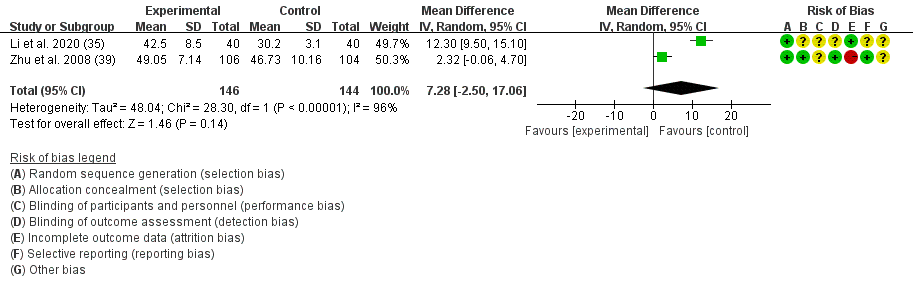 Experimental Control Mean Difference Mean Difference Risk of Bias
Study or Subgroup Mean SD Total Mean SD Total Weight IV, Random, 95% CI IV, Random, 95% CI A B C D E F G
Li et al. 2020 (35) 42.5 8.5 40 30.2 3.1 40 49.7% 12.30 [9.50, 15.10] + ? ? ? + ? ?
Zhu et al. 2008 (39) 49.05 7.14 106 46.73 10.16 104 50.3% 2.32 [-0.06, 4.70] + + ? + - + ?
Total (95% CI) 146 144 100.0% 7.28 [-2.50, 17.06]
Heterogeneity: Tau² = 48.04; Chi² = 28.30, df = 1 (P < 0.00001); I² = 96%
Test for overall effect: Z = 1.46 (P = 0.14)
-20 -10 0 10 20
Favours [experimental] Favours [control]
Risk of bias legend
(A) Random sequence generation (selection bias)
(B) Allocation concealment (selection bias)
(C) Blinding of participants and personnel (performance bias)
(D) Blinding of outcome assessment (detection bias)
(E) Incomplete outcome data (attrition bias)
(F) Selective reporting (reporting bias)
(G) Other bias